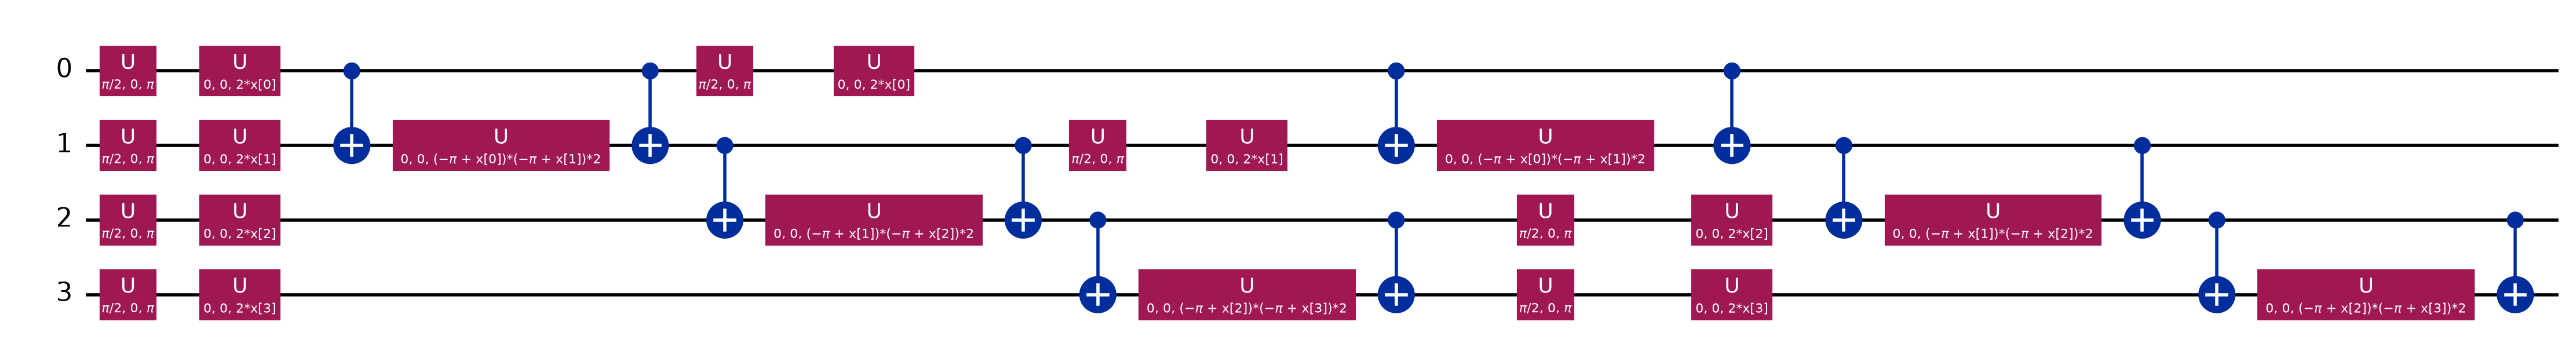 0
U
π/2, 0, π
U
0, 0, 2*x[0]
U
π/2, 0, π
U
0, 0, 2*x[0]
1
U
π/2, 0, π
U
0, 0, 2*x[1]
U
0, 0, (−π + x[0])*(−π + x[1])*2
U
π/2, 0, π
U
0, 0, 2*x[1]
U
0, 0, (−π + x[0])*(−π + x[1])*2
2
U
π/2, 0, π
U
0, 0, 2*x[2]
U
0, 0, (−π + x[1])*(−π + x[2])*2
U
π/2, 0, π
U
0, 0, 2*x[2]
U
0, 0, (−π + x[1])*(−π + x[2])*2
3
U
π/2, 0, π
U
0, 0, 2*x[3]
U
0, 0, (−π + x[2])*(−π + x[3])*2
U
π/2, 0, π
U
0, 0, 2*x[3]
U
0, 0, (−π + x[2])*(−π + x[3])*2